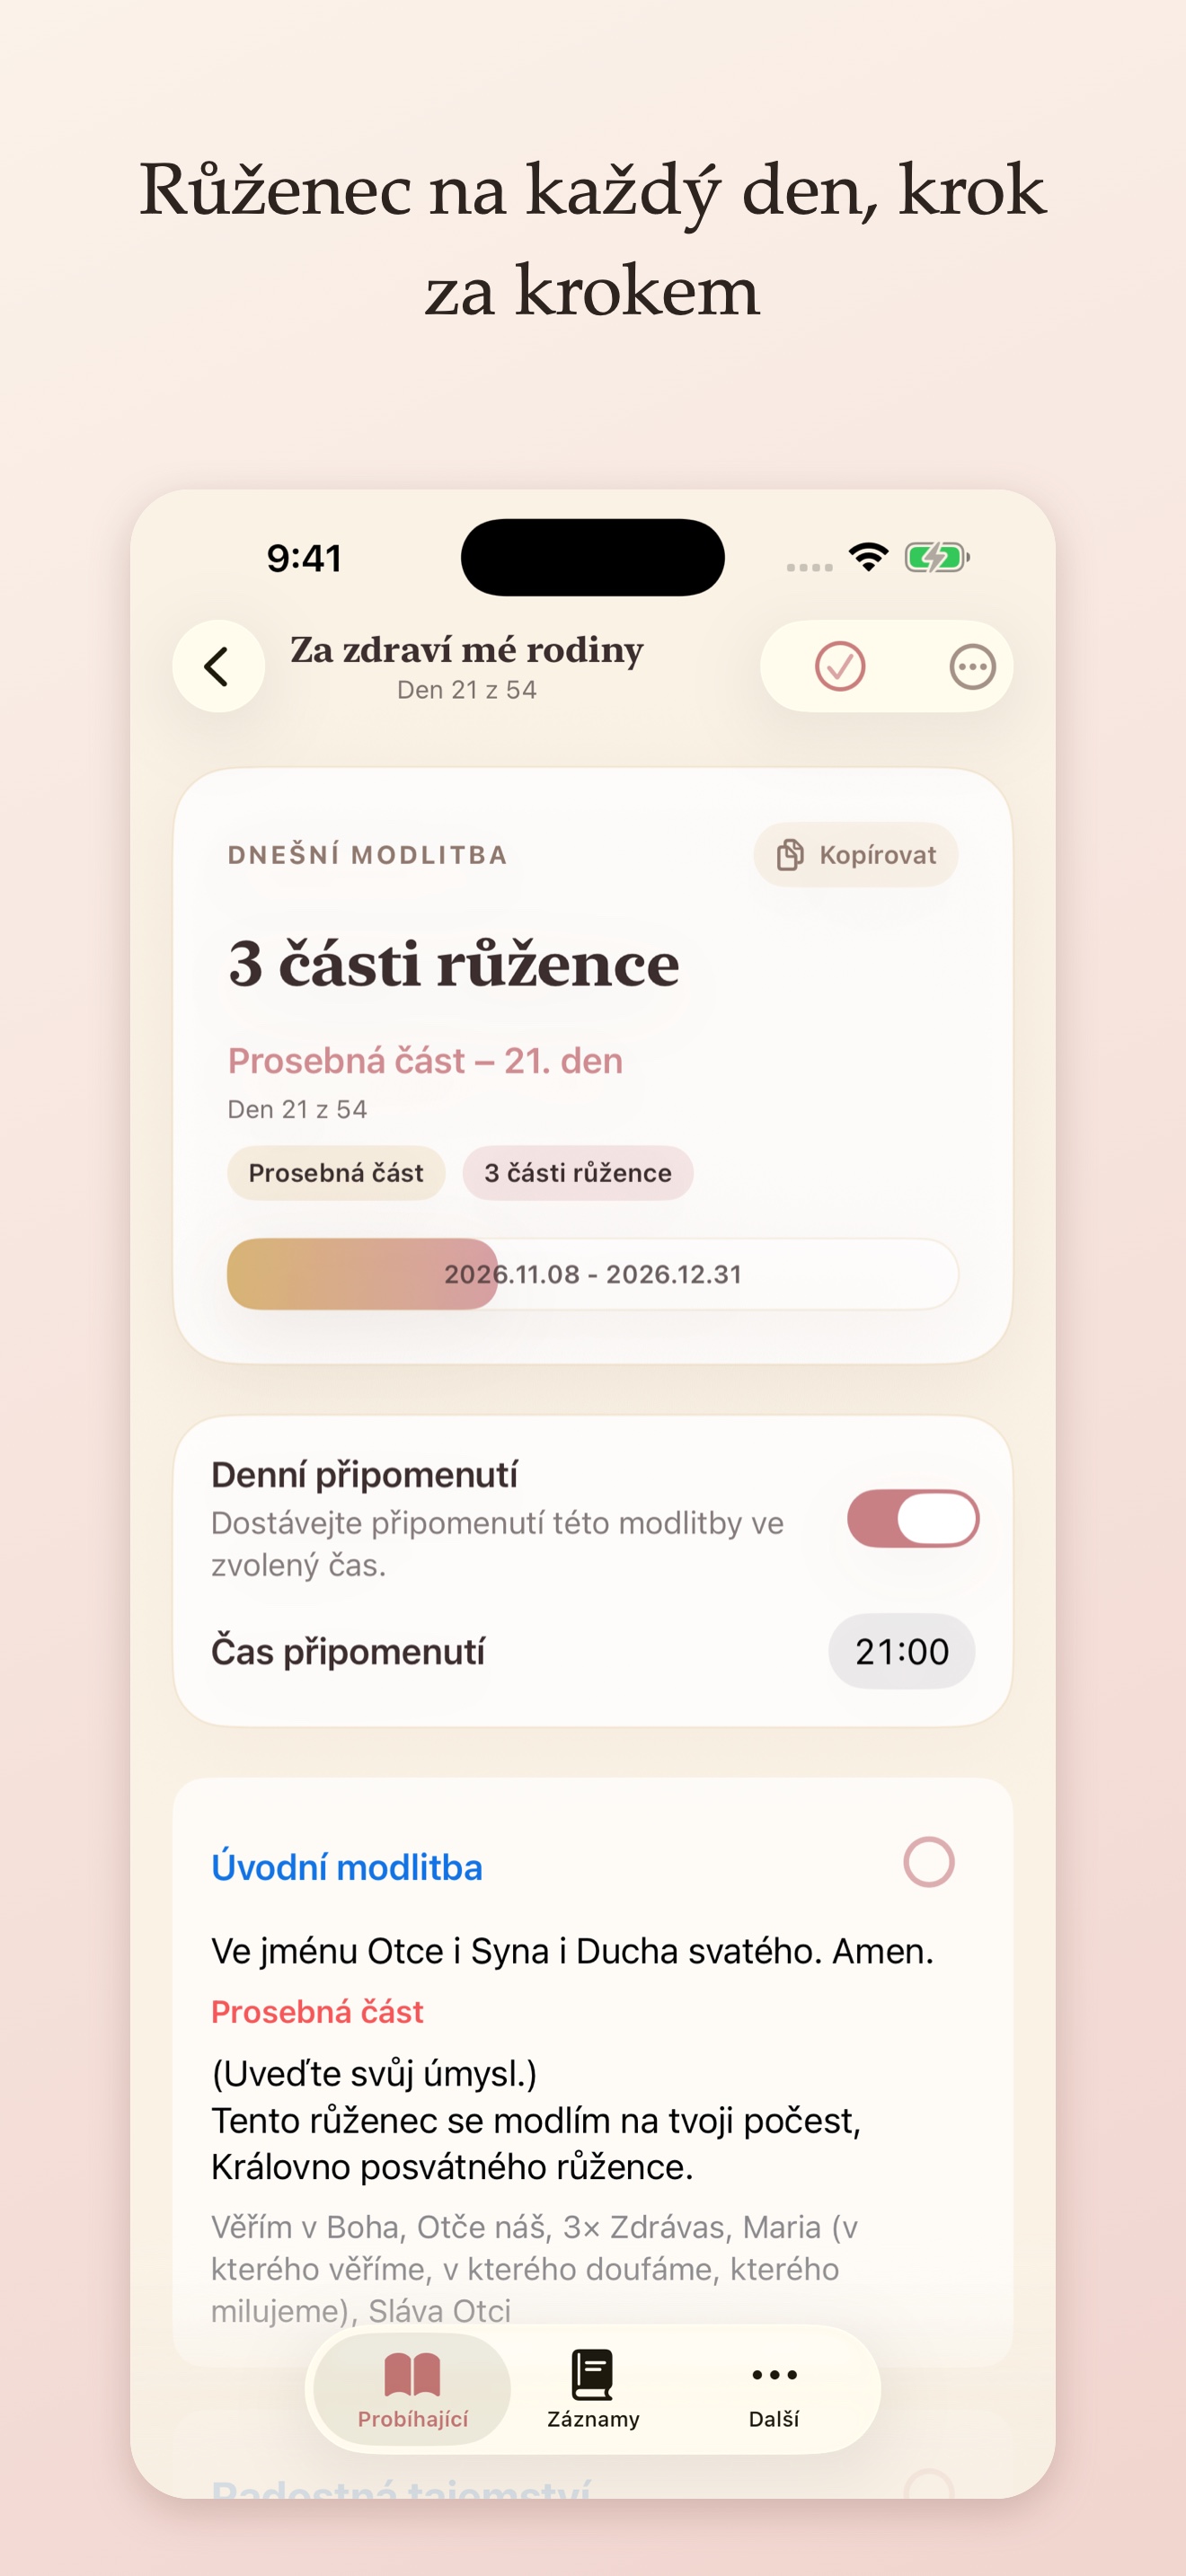 Růženec na každý den, krok
za krokem
9:41
Za zdraví mé rodiny
Den 21 z 54
DNEŠNÍ MODLITBA
Kopírovat
3 části růžence
Prosebná část – 21. den
Den 21 z 54
Prosebná část
3 části růžence
2026.11.08 - 2026.12.31
Denní připomenutí
Dostávejte připomenutí této modlitby ve
zvolený čas.
Čas připomenutí
21:00
Úvodní modlitba
Ve jménu Otce i Syna i Ducha svatého. Amen.
Prosebná část
(Uveďte svůj úmysl.)
Tento růženec se modlím na tvoji počest,
Královno posvátného růžence.
Věřím v Boha, Otče náš, 3× Zdrávas, Maria (v
kterého věříme, v kterého doufáme, kterého
milujeme), Sláva Otci
Probíhající
Záznamy
Další
Radostná tajemství